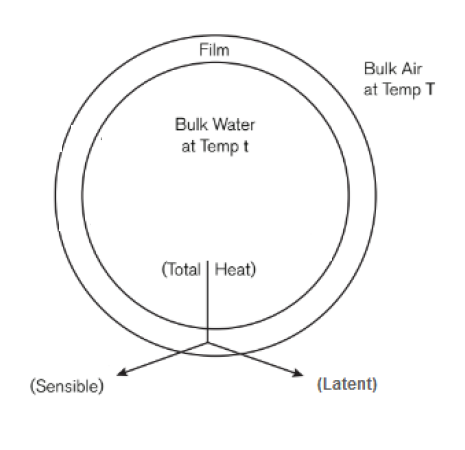 Film
Bulk Air
at Temp T
Bulk Water
at Temp t
(Total Heat)
(Sensible)
(Latent)